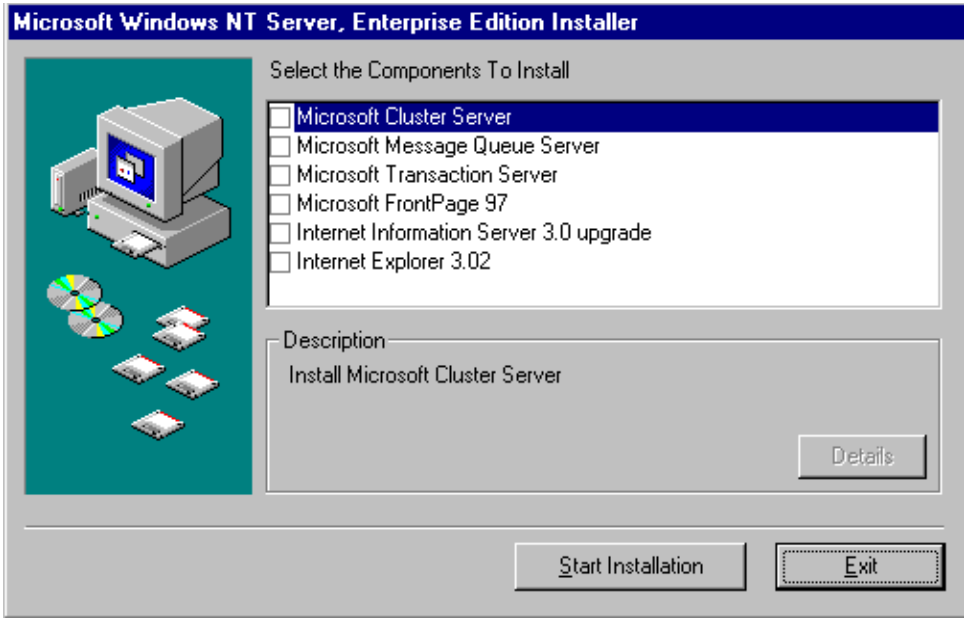 Microsoft Windows NT Server, Enterprise Edition Installer
Select the Components To Install
Microsoft Cluster Server
Microsoft Message Queue Server
Microsoft Transaction Server
Microsoft FrontPage 97
Internet Information Server 3.0 upgrade
Internet Explorer 3.02
Description
Install Microsoft Cluster Server
Details
Start Installation
Exit